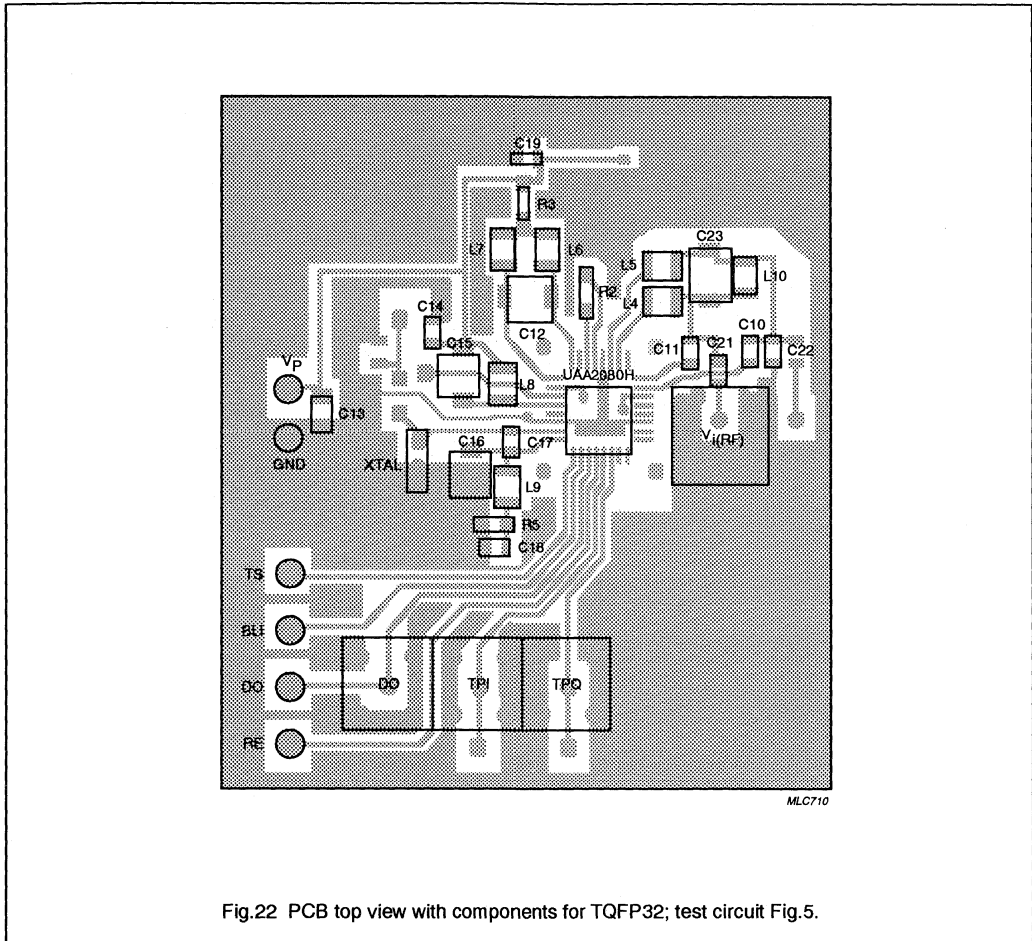 C19
R3
C23
L7
L6
L5
L10
R2
L4
C14
C12
C15
C11
C21
C10
C22
VP
UAA2080H
L8
C13
Vi(RF)
GND
C16
C17
XTAL
L9
R5
C18
TS
BLI
DO
DO
TPI
TPQ
RE
MLC710
Fig.22 PCB top view with components for TQFP32; test circuit Fig.5.